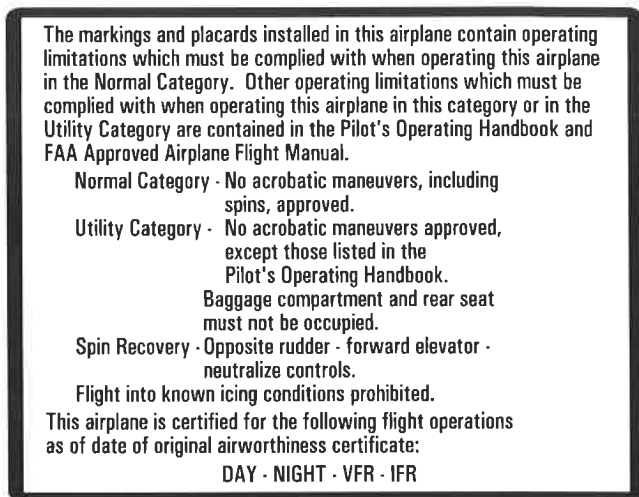 The markings and placards installed in this airplane contain operating
limitations which must be complied with when operating this airplane
in the Normal Category. Other operating limitations which must be
complied with when operating this airplane in this category or in the
Utility Category are contained in the Pilot's Operating Handbook and
FAA Approved Airplane Flight Manual.
Normal Category - No acrobatic maneuvers, including
spins, approved.
Utility Category - No acrobatic maneuvers approved,
except those listed in the
Pilot's Operating Handbook.
Baggage compartment and rear seat
must not be occupied.
Spin Recovery - Opposite rudder - forward elevator -
neutralize controls.
Flight into known icing conditions prohibited.
This airplane is certified for the following flight operations
as of date of original airworthiness certificate:
DAY - NIGHT - VFR - IFR